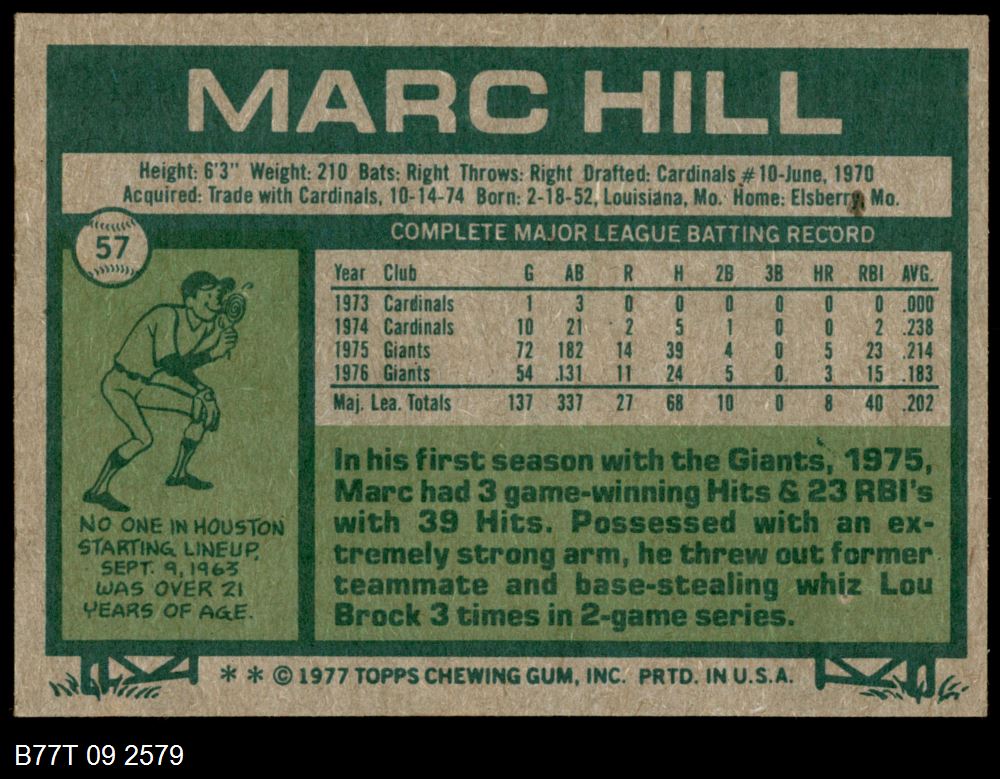 MARC HILL
Height: 6'3" Weight: 210 Bats: Right Throws: Right Drafted: Cardinals #10-June, 1970
Acquired: Trade with Cardinals, 10-14-74 Born: 2-18-52, Louisiana, Mo. Home: Elsberry, Mo.
57
COMPLETE MAJOR LEAGUE BATTING RECORD
Year Club G AB R H 2B 3B HR RBI AVG.
1973 Cardinals 1 3 0 0 0 0 0 0 .000
1974 Cardinals 10 21 2 5 1 0 0 2 .238
1975 Giants 72 182 14 39 4 0 5 23 .214
1976 Giants 54 .131 11 24 5 0. 3 15 .183
Maj. Lea. Totals 137 337 27 68 10 0 8 40 .202
In his first season with the Giants, 1975,
Marc had 3 game-winning Hits & 23 RBI's
with 39 Hits. Possessed with an ex-
tremely strong arm, he threw out former
teammate and base-stealing whiz Lou
Brock 3 times in 2-game series.
NO ONE IN HOUSTON
STARTING LINEUP,
SEPT. 9, 1963
WAS OVER 21
YEARS OF AGE.
* * © 1977 TOPPS CHEWING GUM, INC. PRTD. IN U.S.A.
B77T 09 2579